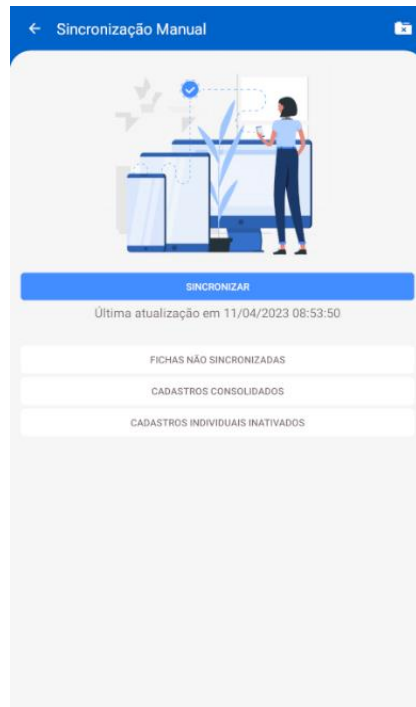 Sincronização Manual
SINCRONIZAR
Última atualização em 11/04/2023 08:53:50
FICHAS NÃO SINCRONIZADAS
CADASTROS CONSOLIDADOS
CADASTROS INDIVIDUAIS INATIVADOS